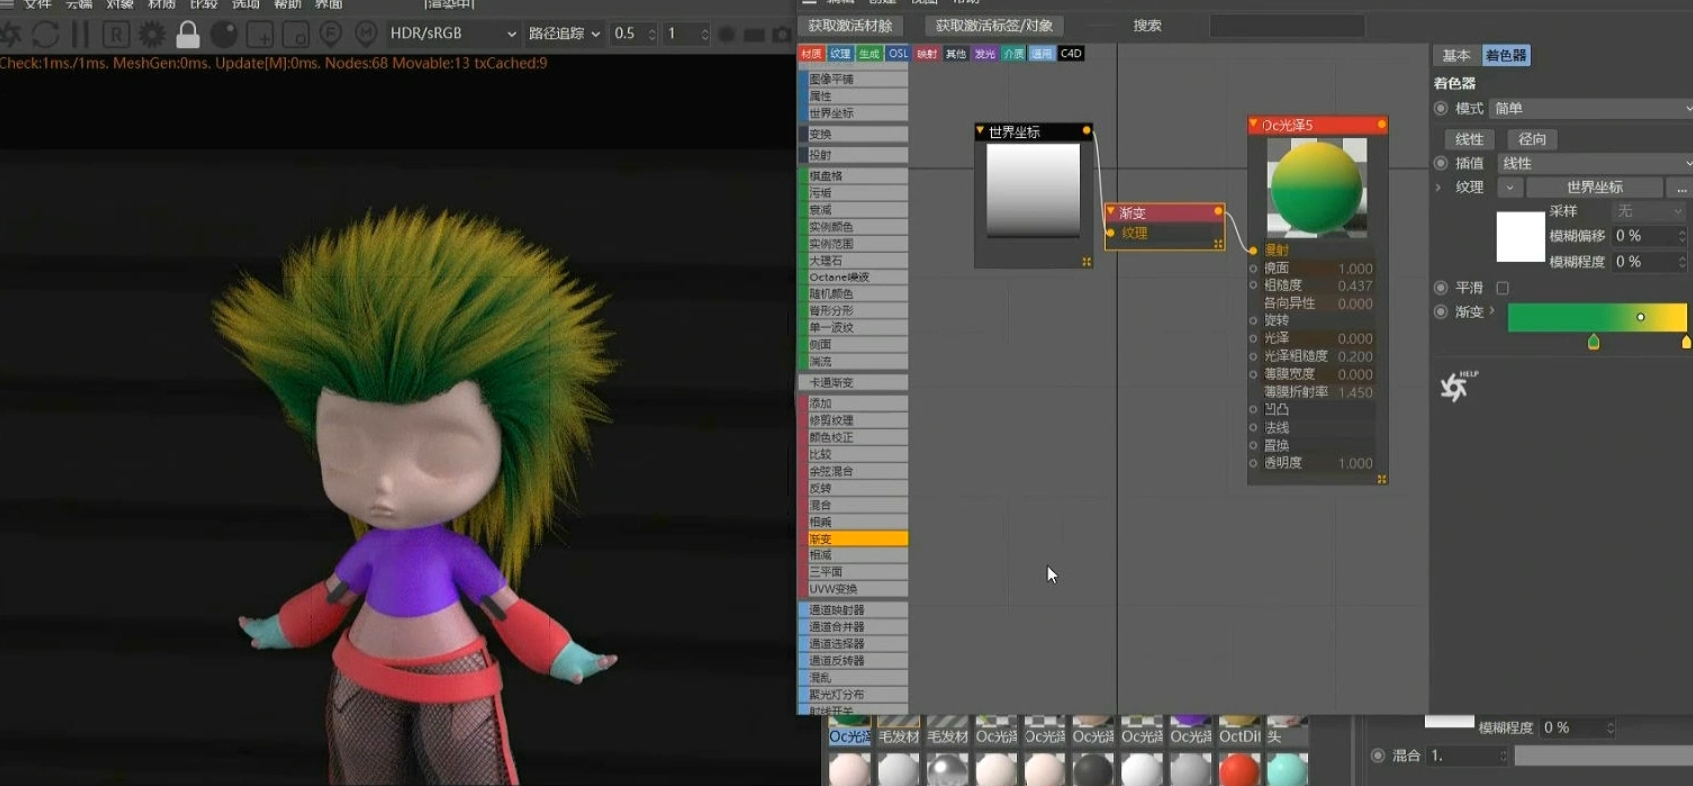 文件 云端 对象 材质 比较 选项 帮助 界面 [渲染中]
编辑 创建 视图 帮助
HDR/sRGB 路径追踪 0.5 1
Check:1ms./1ms. MeshGen:0ms. Update[M]:0ms. Nodes:68 Movable:13 txCached:9
获取激活材质 获取激活标签/对象 搜索
材质 纹理 生成 OSL 映射 其他 发光 介质 通用 C4D
图像平铺
属性
世界坐标
变换
投射
棋盘格
污垢
衰减
实例颜色
实例范围
大理石
Octane噪波
随机颜色
脊形分形
单一波纹
侧面
湍流
卡通渐变
添加
修剪纹理
颜色校正
比较
余弦混合
反转
混合
相乘
渐变
相减
三平面
UVW变换
通道映射器
通道合并器
通道选择器
通道反转器
混乱
聚光灯分布
射线开关
世界坐标
渐变
纹理
Oc光泽5
漫射
镜面 1.000
粗糙度 0.437
各向异性 0.000
旋转
光泽 0.000
光泽粗糙度 0.200
薄膜宽度 0.000
薄膜折射率 1.450
凹凸
法线
置换
透明度 1.000
基本 着色器
着色器
模式 简单
线性 径向
插值 线性
纹理 世界坐标 ...
采样 无
模糊偏移 0 %
模糊程度 0 %
平滑
渐变
HELP
Oc光泽 毛发材 毛发材 Oc光泽 Oc光泽 Oc光泽 Oc光泽 Oc光泽 OctDif 头
模糊程度 0 %
混合 1.